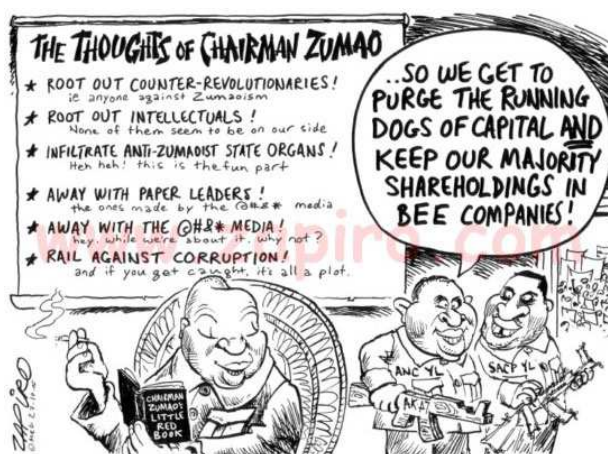 THE THOUGHTS OF CHAIRMAN ZUMAO
★ ROOT OUT COUNTER-REVOLUTIONARIES!
ie anyone against Zumaoism
★ ROOT OUT INTELLECTUALS!
None of them seem to be on our side
★ INFILTRATE ANTI-ZUMAOIST STATE ORGANS!
Heh heh! this is the fun part
★ AWAY WITH PAPER LEADERS!
the ones made by the @#&* media
★ AWAY WITH THE @#&* MEDIA!
hey, while we're about it, why not?
★ RAIL AGAINST CORRUPTION!
and if you get caught, it's all a plot.
..SO WE GET TO
PURGE THE RUNNING
DOGS OF CAPITAL AND
KEEP OUR MAJORITY
SHAREHOLDINGS IN
BEE COMPANIES!
www.zapiro.com
CHAIRMAN
ZUMAO'S
LITTLE
RED
BOOK
ANC YL
SACP YL
ZAPIRO